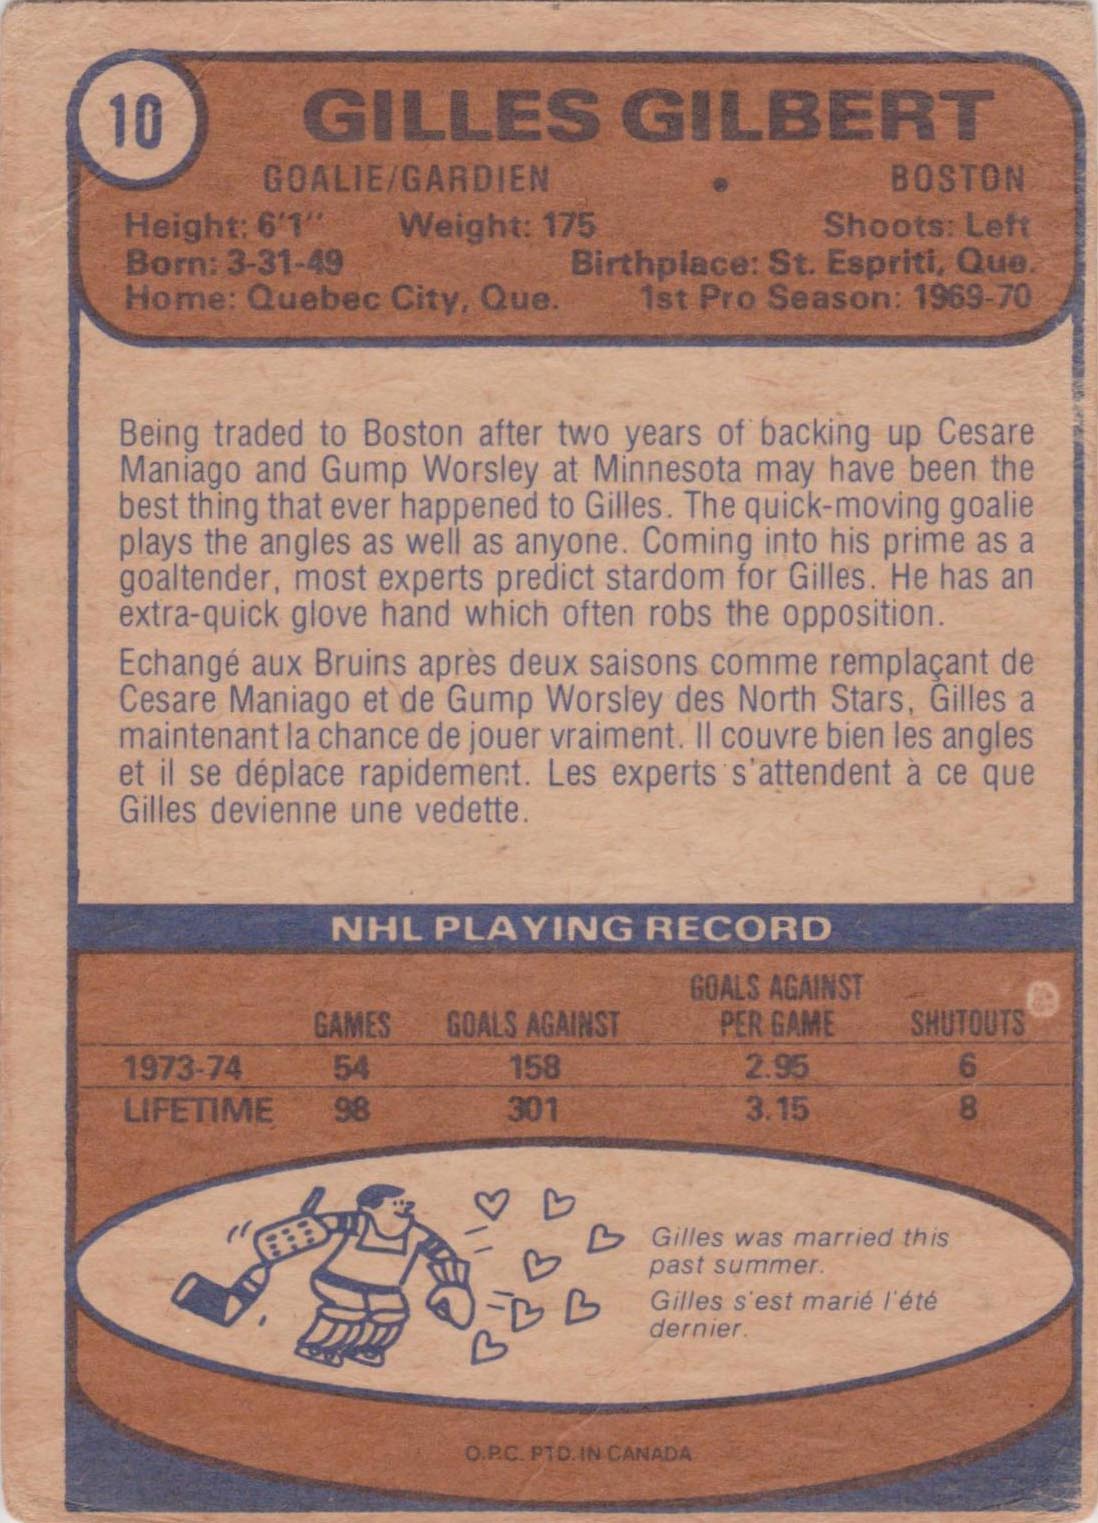 10
GILLES GILBERT
GOALIE/GARDIEN • BOSTON
Height: 6'1'' Weight: 175 Shoots: Left
Born: 3-31-49 Birthplace: St. Espriti, Que.
Home: Quebec City, Que. 1st Pro Season: 1969-70
Being traded to Boston after two years of backing up Cesare
Maniago and Gump Worsley at Minnesota may have been the
best thing that ever happened to Gilles. The quick-moving goalie
plays the angles as well as anyone. Coming into his prime as a
goaltender, most experts predict stardom for Gilles. He has an
extra-quick glove hand which often robs the opposition.
Echangé aux Bruins après deux saisons comme remplaçant de
Cesare Maniago et de Gump Worsley des North Stars, Gilles a
maintenant la chance de jouer vraiment. Il couvre bien les angles
et il se déplace rapidement. Les experts s'attendent à ce que
Gilles devienne une vedette.
NHL PLAYING RECORD
GAMES GOALS AGAINST GOALS AGAINST PER GAME SHUTOUTS
1973-74 54 158 2.95 6
LIFETIME 98 301 3.15 8
Gilles was married this
past summer.
Gilles s'est marié l'été
dernier.
O.P.C. PTD. IN CANADA